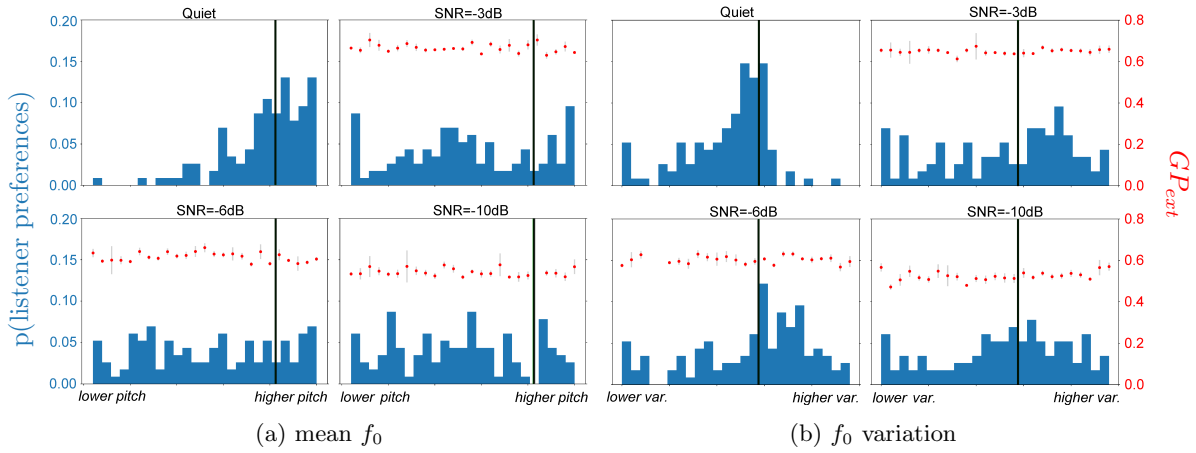 Quiet
SNR=-3dB
Quiet
SNR=-3dB
p(listener preferences)
0.20
0.15
0.10
0.05
0.00
0.8
0.6
0.4
0.2
0.0
GP_ext
SNR=-6dB
SNR=-10dB
SNR=-6dB
SNR=-10dB
0.20
0.15
0.10
0.05
0.00
0.8
0.6
0.4
0.2
0.0
lower pitch
higher pitch
lower pitch
higher pitch
lower var.
higher var.
lower var.
higher var.
(a) mean f₀
(b) f₀ variation